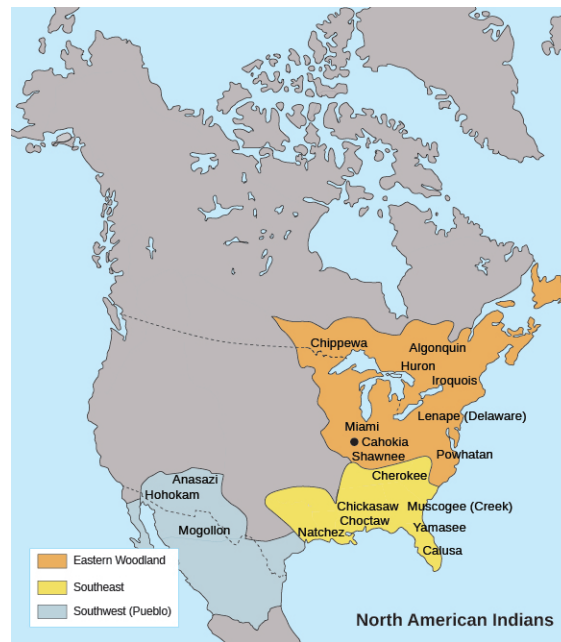 Chippewa
Algonquin
Huron
Iroquois
Lenape (Delaware)
Miami
Cahokia
Shawnee
Powhatan
Cherokee
Anasazi
Hohokam
Mogollon
Chickasaw
Muscogee (Creek)
Choctaw
Yamasee
Natchez
Calusa
Eastern Woodland
Southeast
Southwest (Pueblo)
North American Indians